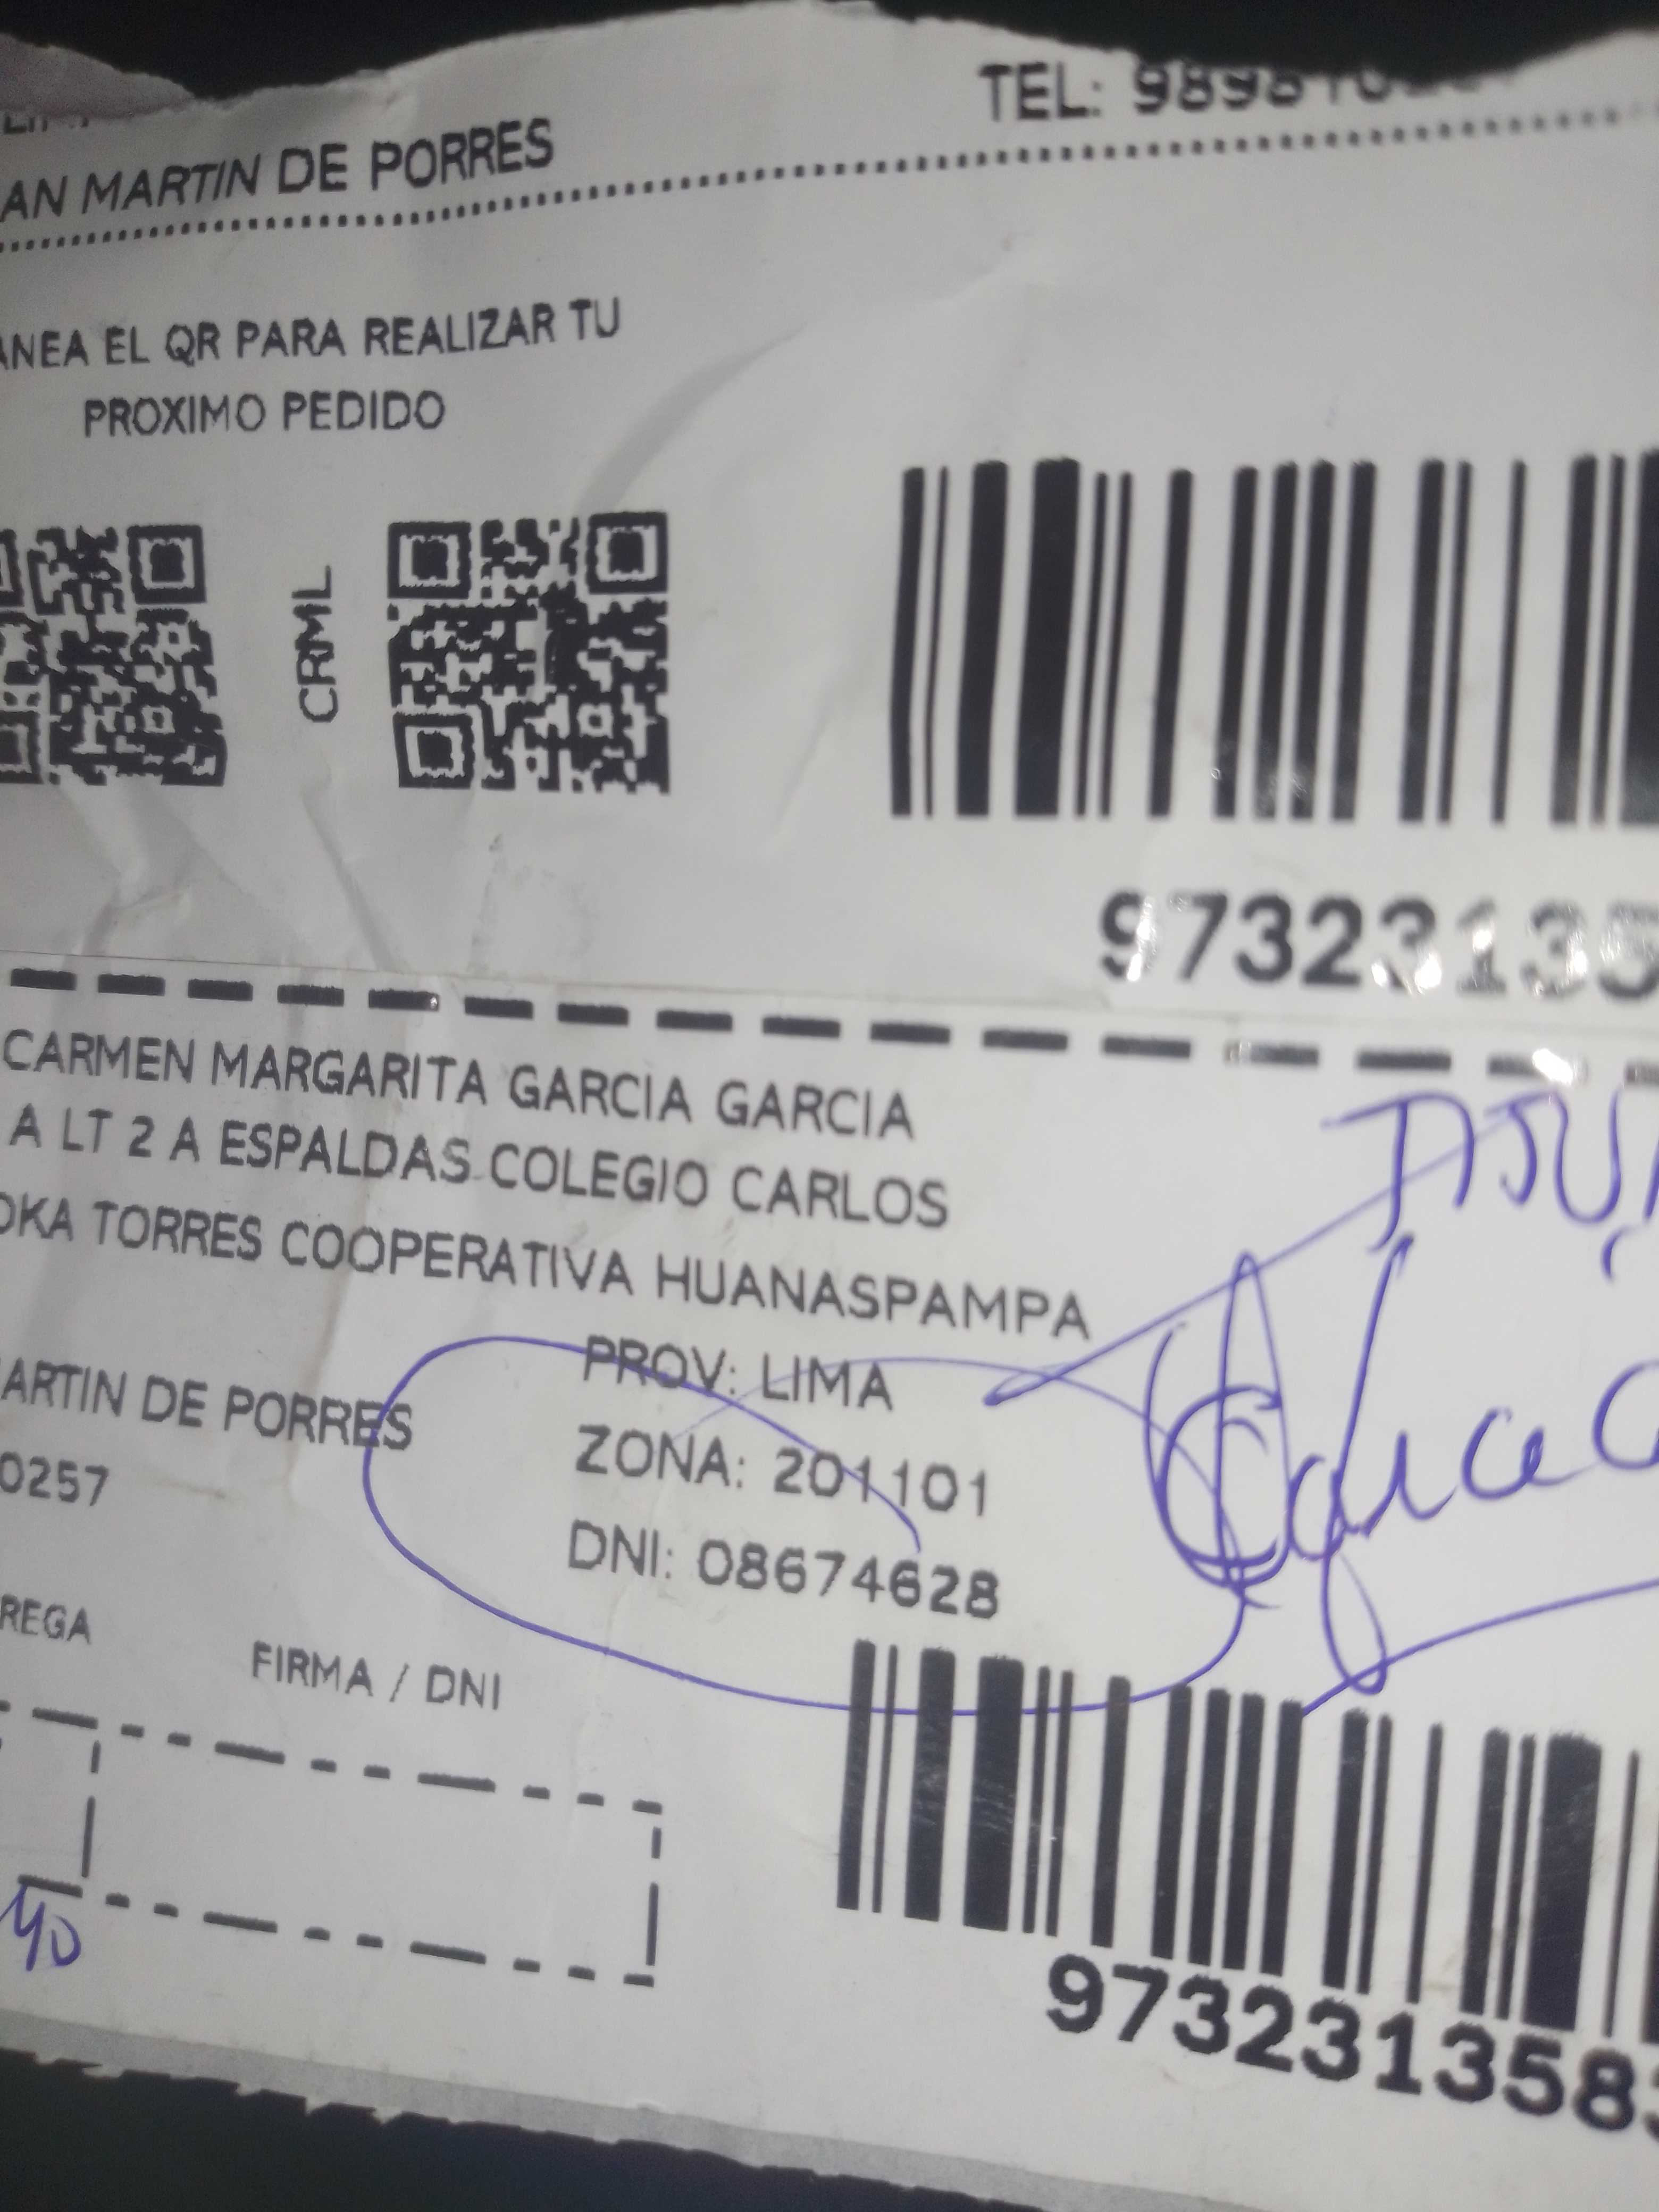 TEL:
AN MARTIN DE PORRES
ANEA EL QR PARA REALIZAR TU
PROXIMO PEDIDO
CRML
97323135
CARMEN MARGARITA GARCIA GARCIA
A LT 2 A ESPALDAS COLEGIO CARLOS
OKA TORRES COOPERATIVA HUANASPAMPA
PROV: LIMA
ARTIN DE PORRES
ZONA: 201101
0257
DNI: 08674628
REGA
FIRMA / DNI
40
9732313583